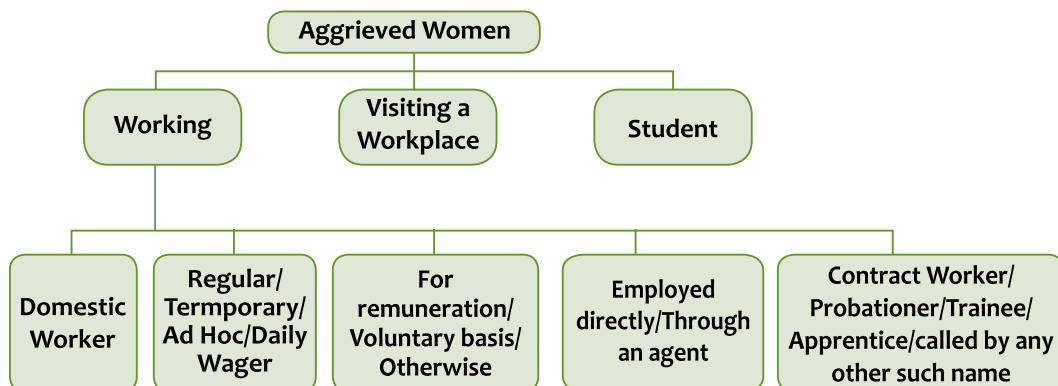 Aggrieved Women
Working
Visiting a
Workplace
Student
Domestic
Worker
Regular/
Termporary/
Ad Hoc/Daily
Wager
For
remuneration/
Voluntary basis/
Otherwise
Employed
directly/Through
an agent
Contract Worker/
Probationer/Trainee/
Apprentice/called by any
other such name